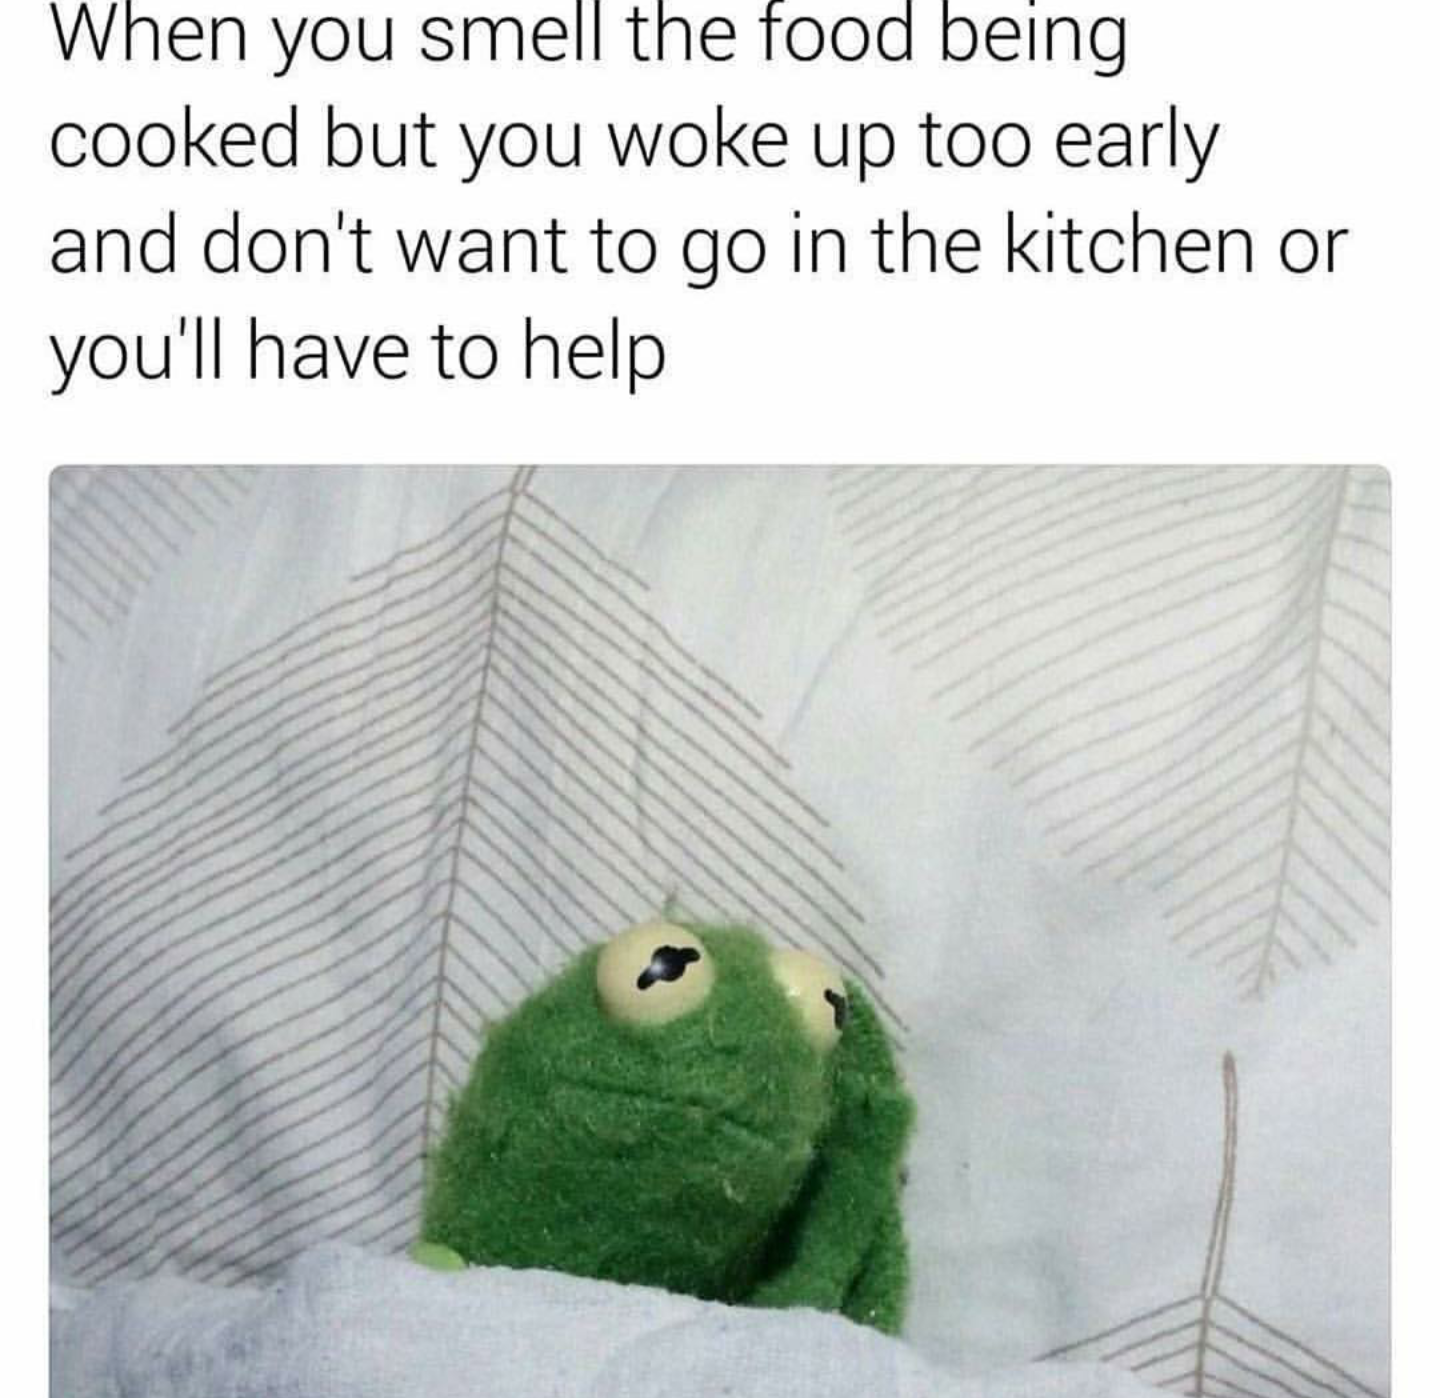 When you smell the food being
cooked but you woke up too early
and don't want to go in the kitchen or
you'll have to help